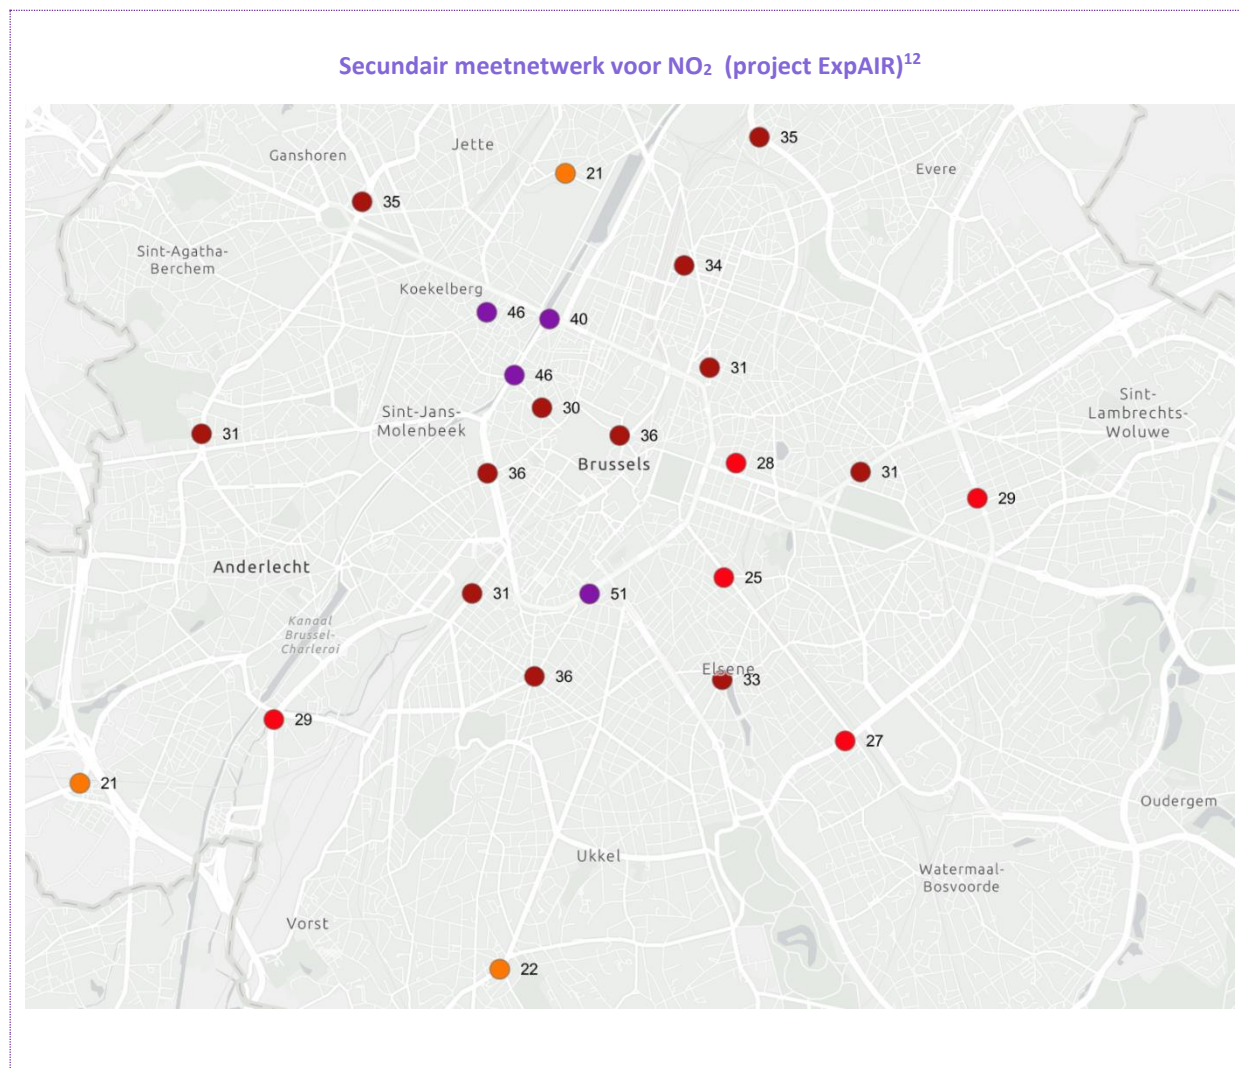 Secundair meetnetwerk voor NO₂ (project ExpAIR)¹²
35
Jette
Ganshoren
Evere
21
35
Sint-Agatha-
Berchem
34
Koekelberg
46
40
31
46
Sint-
Lambrechts-
Woluwe
30
Sint-Jans-
Molenbeek
31
36
Brussels
28
31
36
29
Anderlecht
25
31
51
Kanaal
Brussel-
Charleroi
Elsene
36
33
29
27
21
Oudergem
Ukkel
Watermaal-
Bosvoorde
Vorst
22